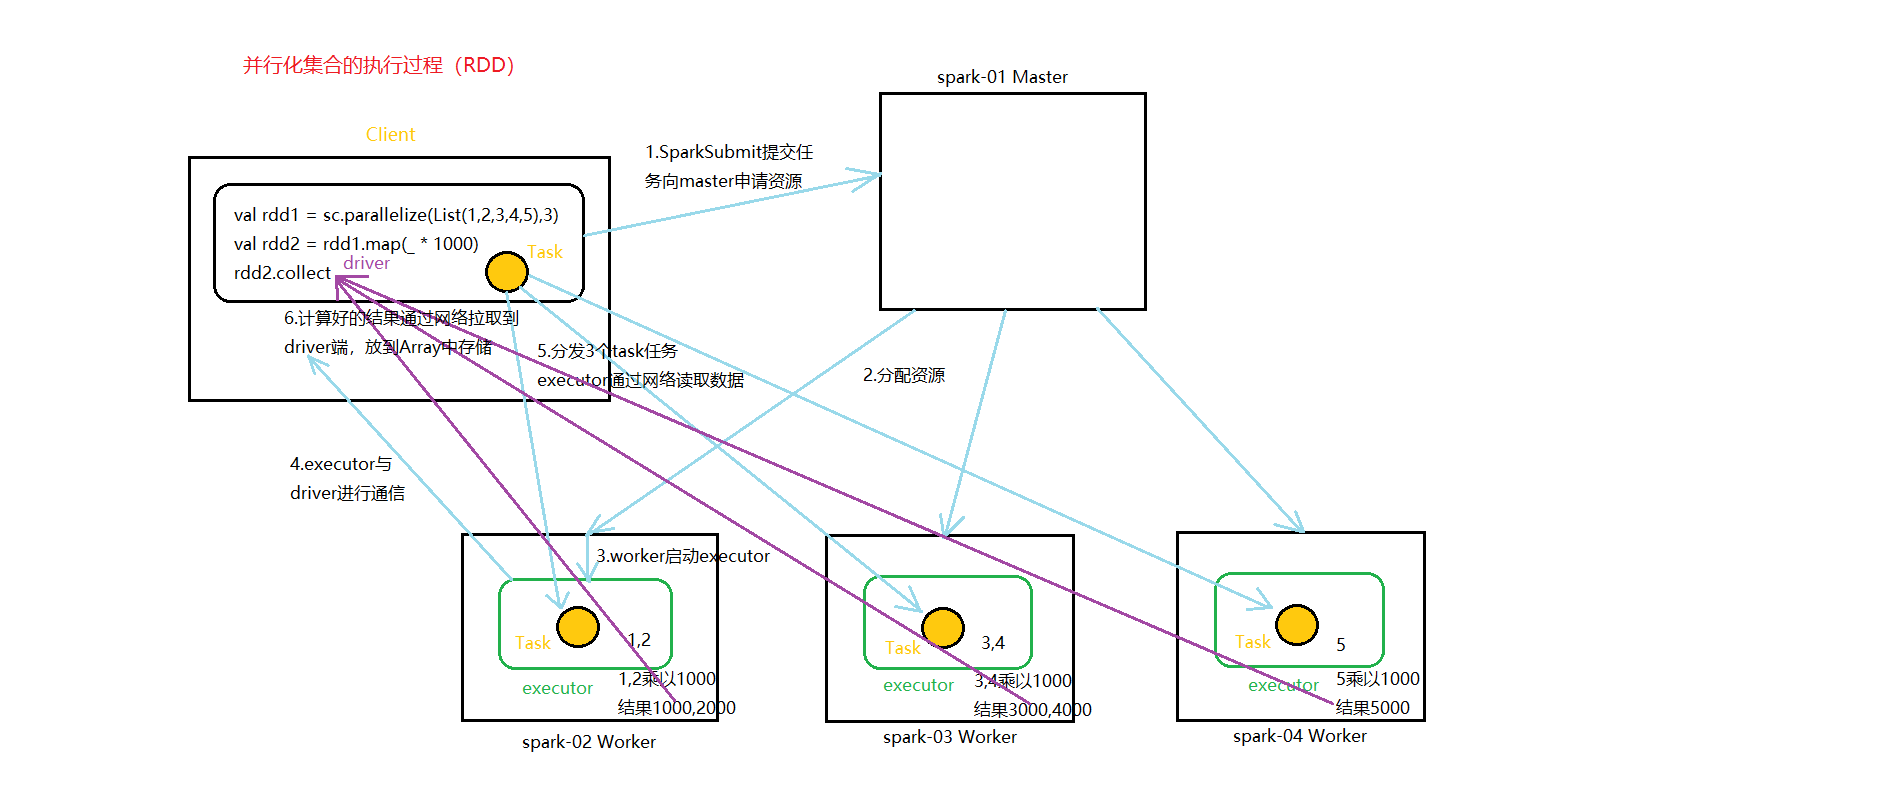 并行化集合的执行过程（RDD）
spark-01 Master
Client
1.SparkSubmit提交任
务向master申请资源
val rdd1 = sc.parallelize(List(1,2,3,4,5),3)
val rdd2 = rdd1.map(_ * 1000)
Task
driver
rdd2.collect
6.计算好的结果通过网络拉取到
driver端，放到Array中存储
5.分发3个task任务
executor通过网络读取数据
2.分配资源
4.executor与
driver进行通信
3.worker启动executor
Task
1,2
executor
1,2乘以1000
结果1000,2000
spark-02 Worker
Task
3,4
executor
3,4乘以1000
结果3000,4000
spark-03 Worker
Task
5
executor
5乘以1000
结果5000
spark-04 Worker